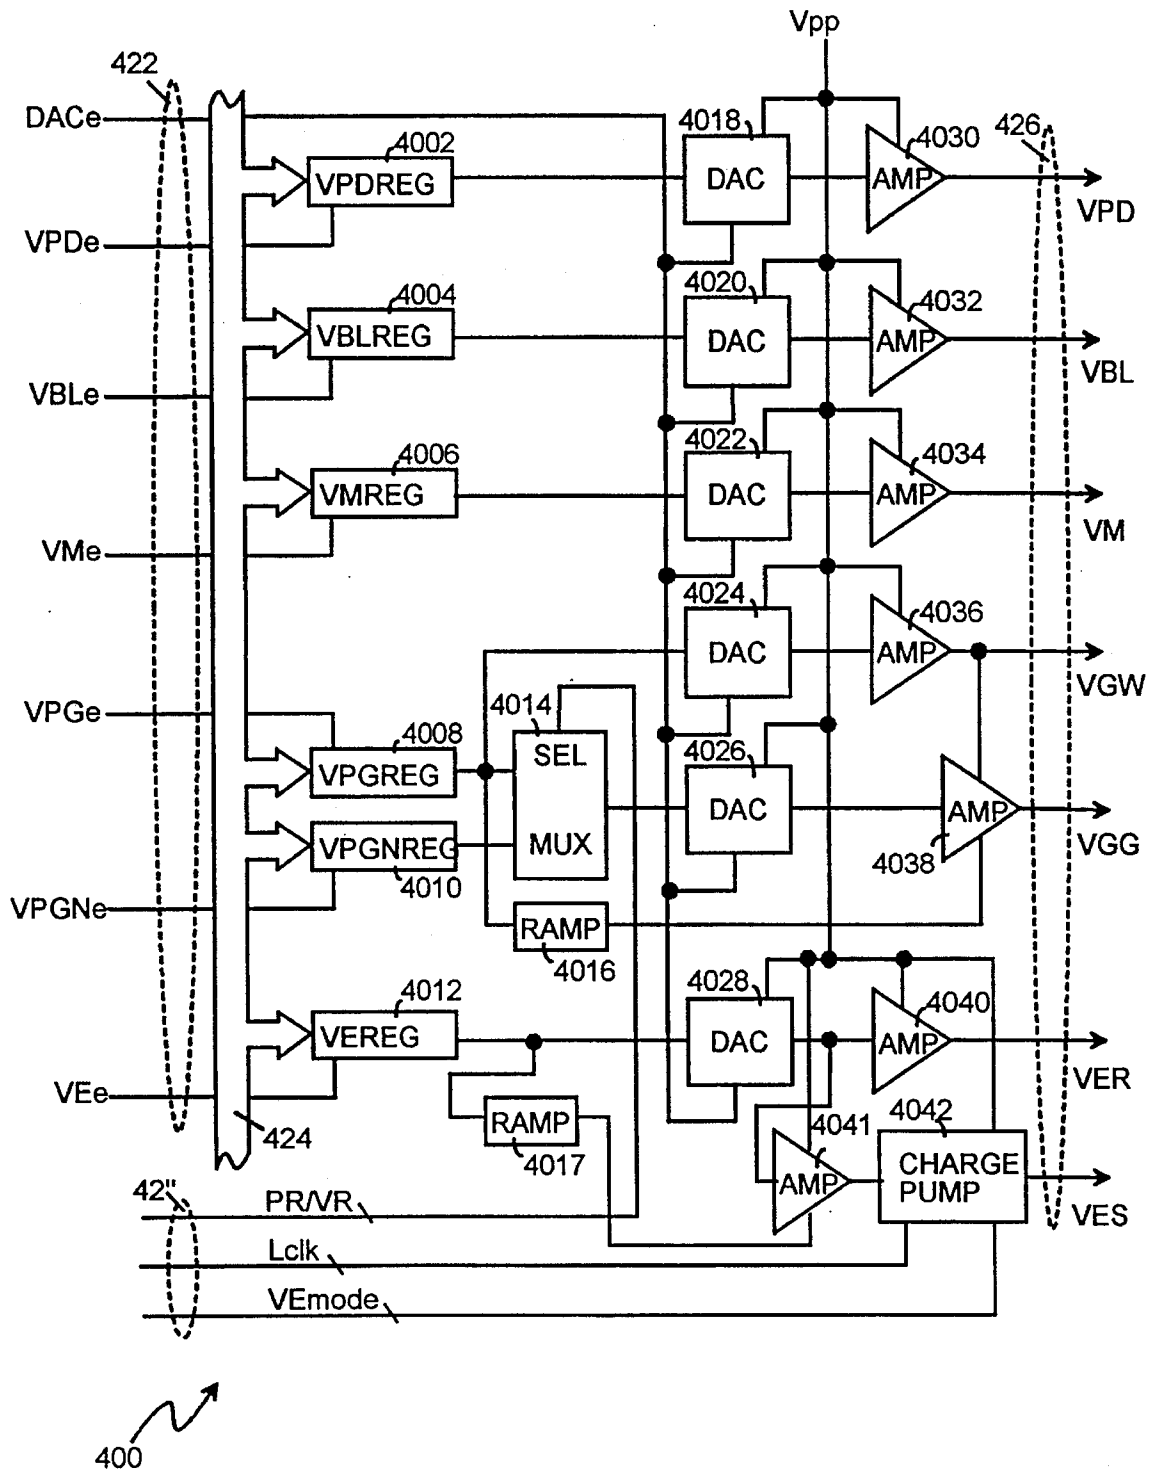 Vpp
422
DACe
4002
VPDREG
4018
DAC
4030
AMP
426
VPD
VPDe
4004
VBLREG
4020
DAC
4032
AMP
VBL
VBLe
4006
VMREG
4022
DAC
4034
AMP
VM
VMe
4024
DAC
4036
AMP
VGW
VPGe
4014
SEL
MUX
4008
VPGREG
4026
DAC
AMP
4038
VGG
VPGNREG
4010
VPGNe
RAMP
4016
4012
VEREG
4028
DAC
4040
AMP
VER
VEe
424
RAMP
4017
4041
AMP
4042
CHARGE
PUMP
VES
42"
PR/VR
Lclk
VEmode
400